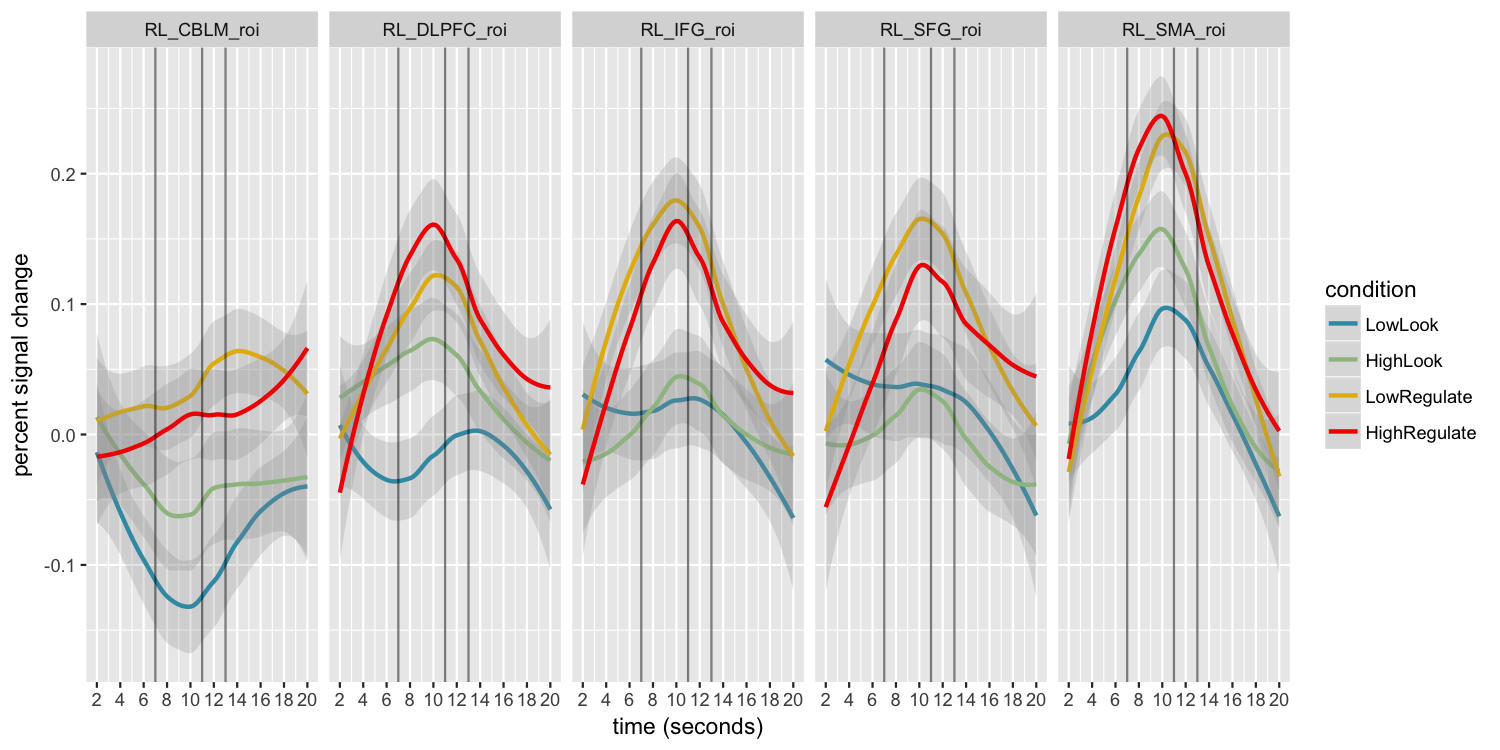 RL_CBLM_roi RL_DLPFC_roi RL_IFG_roi RL_SFG_roi RL_SMA_roi
percent signal change
0.2
0.1
0.0
-0.1
2 4 6 8 10 12 14 16 18 20 2 4 6 8 10 12 14 16 18 20 2 4 6 8 10 12 14 16 18 20 2 4 6 8 10 12 14 16 18 20 2 4 6 8 10 12 14 16 18 20
time (seconds)
condition
LowLook
HighLook
LowRegulate
HighRegulate